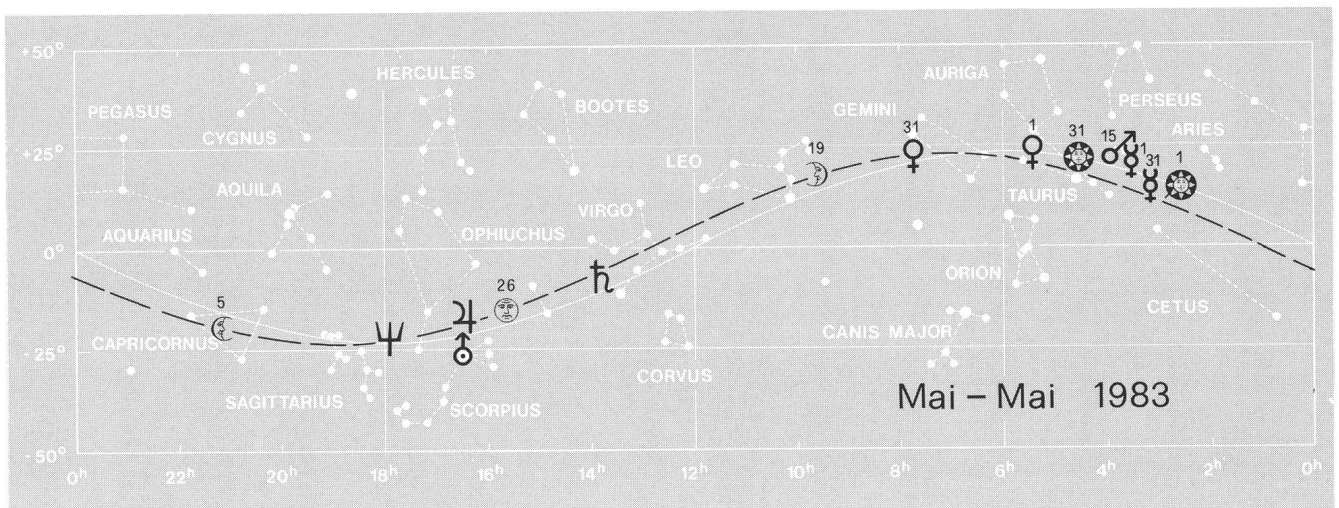 +50°
HERCULES
AURIGA
PEGASUS
BOOTES
GEMINI
PERSEUS
CYGNUS
31
1
31
15
1
ARIES
+25°
19
LEO
31
1
AQUILA
VIRGO
TAURUS
AQUARIUS
OPHIUCHUS
0°
ORION
5
26
CETUS
CAPRICORNUS
CANIS MAJOR
-25°
CORVUS
SAGITTARIUS
SCORPIUS
Mai – Mai 1983
-50°
0h 22h 20h 18h 16h 14h 12h 10h 8h 6h 4h 2h 0h